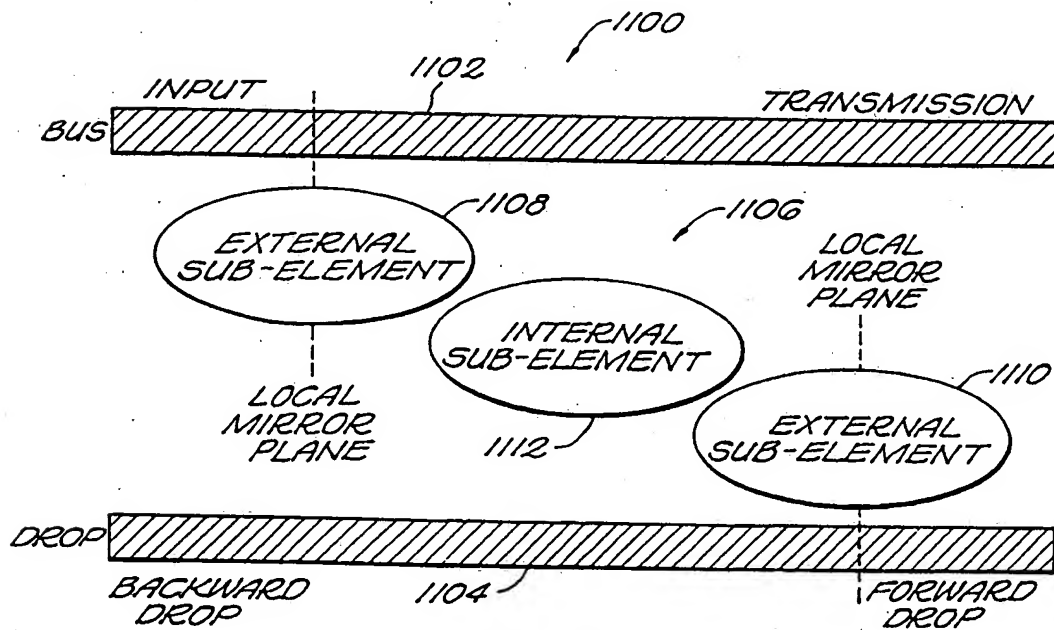 1100
1102
INPUT
TRANSMISSION
BUS
1108
EXTERNAL
SUB-ELEMENT
1106
LOCAL
MIRROR
PLANE
INTERNAL
SUB-ELEMENT
LOCAL
MIRROR
PLANE
1110
1112
EXTERNAL
SUB-ELEMENT
DROP
BACKWARD
DROP
1104
FORWARD
DROP